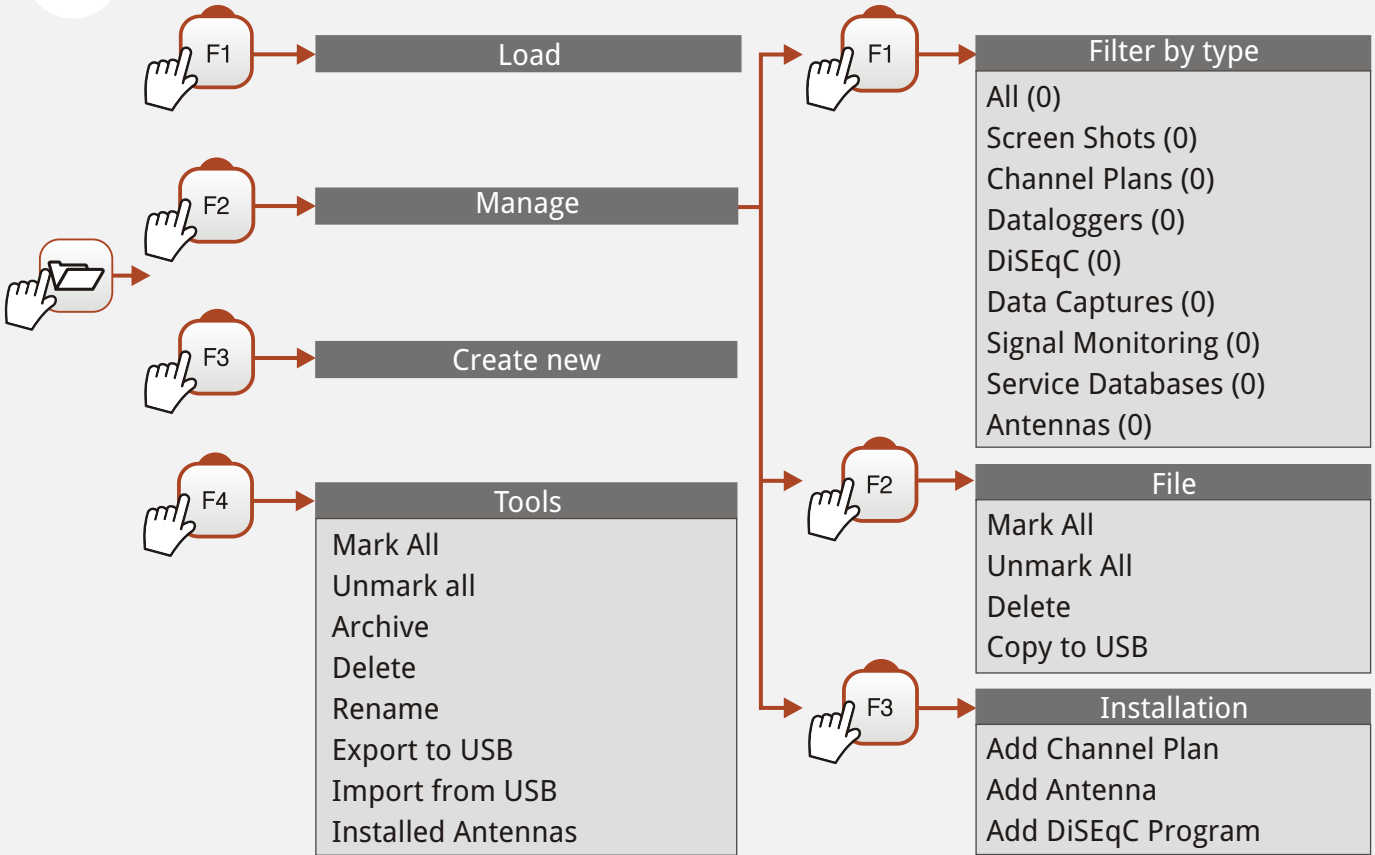 F1
Load
F2
Manage
F3
Create new
F4
Tools
Mark All
Unmark all
Archive
Delete
Rename
Export to USB
Import from USB
Installed Antennas
F1
Filter by type
All (0)
Screen Shots (0)
Channel Plans (0)
Dataloggers (0)
DiSEqC (0)
Data Captures (0)
Signal Monitoring (0)
Service Databases (0)
Antennas (0)
F2
File
Mark All
Unmark All
Delete
Copy to USB
F3
Installation
Add Channel Plan
Add Antenna
Add DiSEqC Program